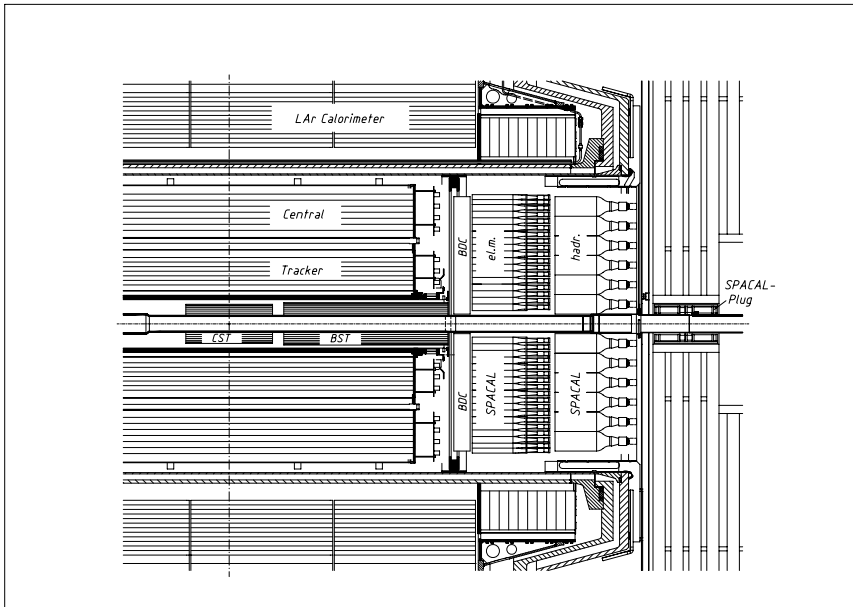 LAr Calorimeter
Central
Tracker
BDC
el.m.
hadr.
SPACAL-
Plug
CST
BST
BDC
SPACAL
SPACAL